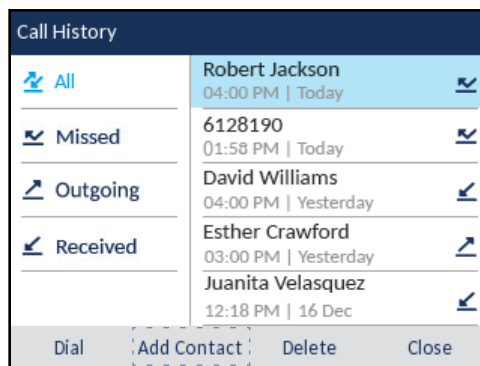 Call History
All
Missed
Outgoing
Received
Robert Jackson
04:00 PM | Today
6128190
01:58 PM | Today
David Williams
04:00 PM | Yesterday
Esther Crawford
03:00 PM | Yesterday
Juanita Velasquez
12:18 PM | 16 Dec
Dial Add Contact Delete Close